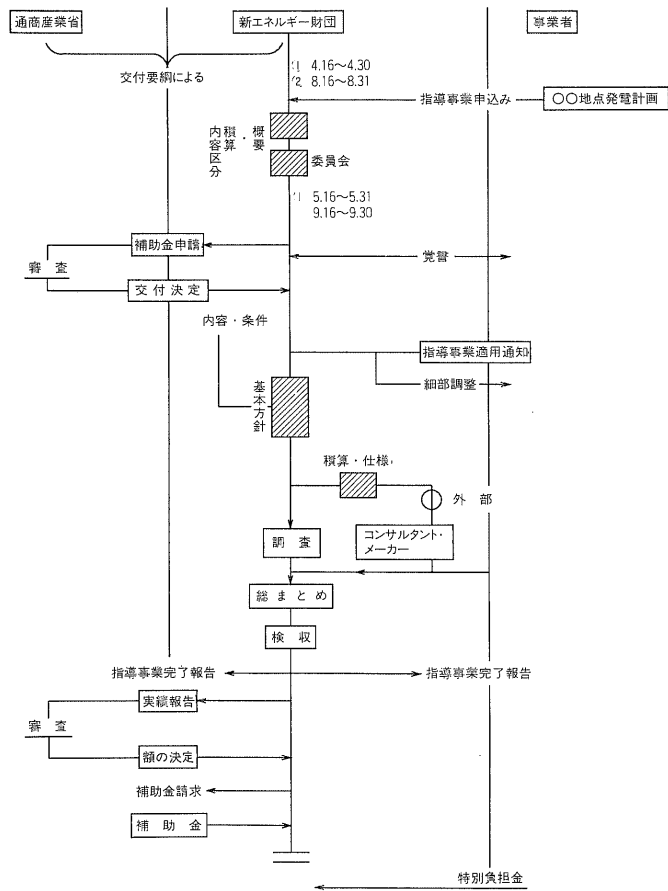 通商産業省
新エネルギー財団
事業者
交付要綱による
4.16～4.30
8.16～8.31
指導事業申込み
〇〇地点発電計画
積算・概要
内容区分
委員会
5.16～5.31
9.16～9.30
補助金申請
覚書
審査
交付決定
内容・条件
指導事業適用通知
細部調整
基本方針
積算・仕様
外部
調査
コンサルタント・
メーカー
総まとめ
検収
指導事業完了報告
指導事業完了報告
実績報告
審査
額の決定
補助金請求
補助金
特別負担金